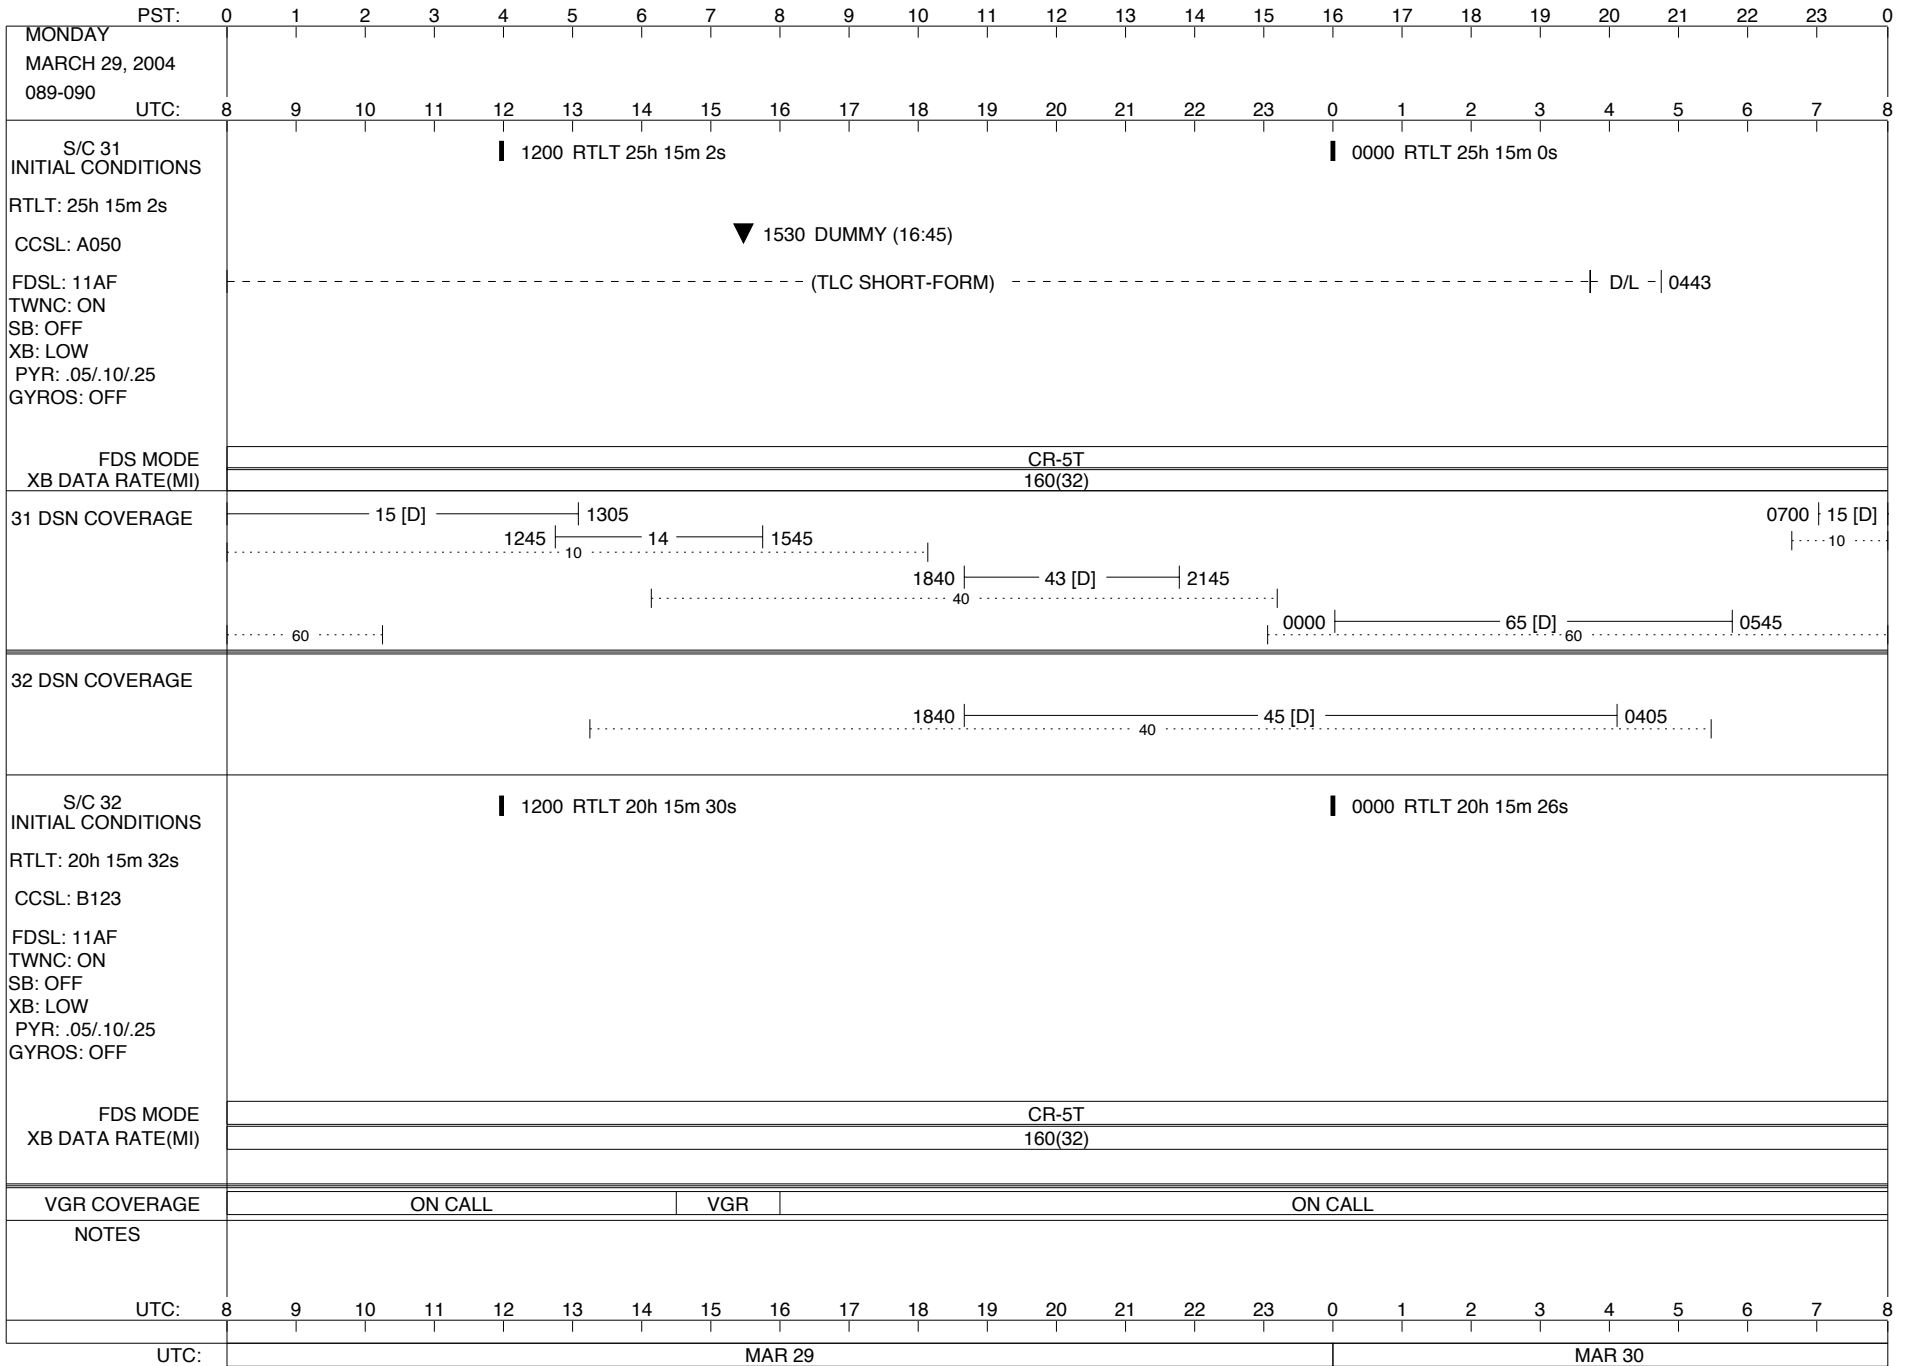 PST: 0 1 2 3 4 5 6 7 8 9 10 11 12 13 14 15 16 17 18 19 20 21 22 23 0
MONDAY
MARCH 29, 2004
089-090
UTC: 8 9 10 11 12 13 14 15 16 17 18 19 20 21 22 23 0 1 2 3 4 5 6 7 8
S/C 31
INITIAL CONDITIONS
1200 RTLT 25h 15m 2s
0000 RTLT 25h 15m 0s
RTLT: 25h 15m 2s
1530 DUMMY (16:45)
CCSL: A050
FDSL: 11AF
(TLC SHORT-FORM)
D/L
0443
TWNC: ON
SB: OFF
XB: LOW
PYR: .05/.10/.25
GYROS: OFF
FDS MODE
CR-5T
XB DATA RATE(MI)
160(32)
31 DSN COVERAGE
15 [D] 1305
0700 15 [D]
1245 14 1545
10
10
1840 43 [D] 2145
40
0000 65 [D] 0545
60
60
32 DSN COVERAGE
1840 45 [D] 0405
40
S/C 32
INITIAL CONDITIONS
1200 RTLT 20h 15m 30s
0000 RTLT 20h 15m 26s
RTLT: 20h 15m 32s
CCSL: B123
FDSL: 11AF
TWNC: ON
SB: OFF
XB: LOW
PYR: .05/.10/.25
GYROS: OFF
FDS MODE
CR-5T
XB DATA RATE(MI)
160(32)
VGR COVERAGE
ON CALL
VGR
ON CALL
NOTES
UTC: 8 9 10 11 12 13 14 15 16 17 18 19 20 21 22 23 0 1 2 3 4 5 6 7 8
UTC: MAR 29 MAR 30